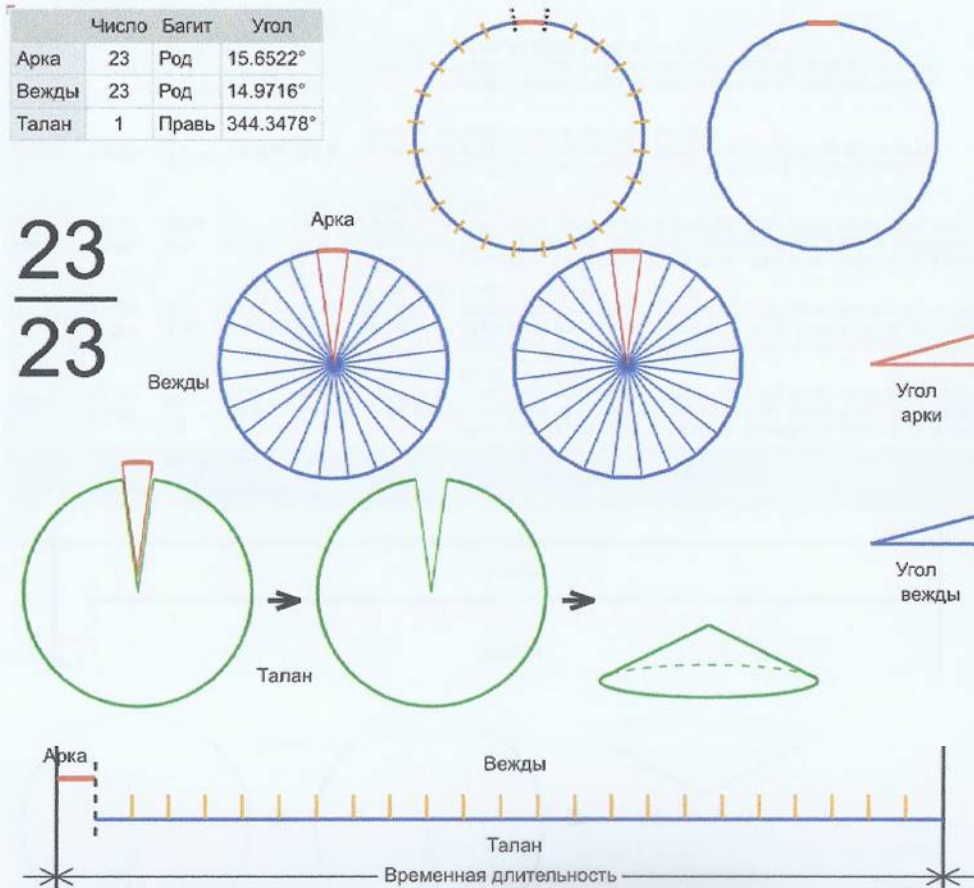 Число Багит Угол
Арка 23 Род 15.6522°
Вежды 23 Род 14.9716°
Талан 1 Правь 344.3478°
23
23
Арка
Вежды
Угол
арки
Угол
вежды
Талан
Арка
Вежды
Талан
Временная длительность